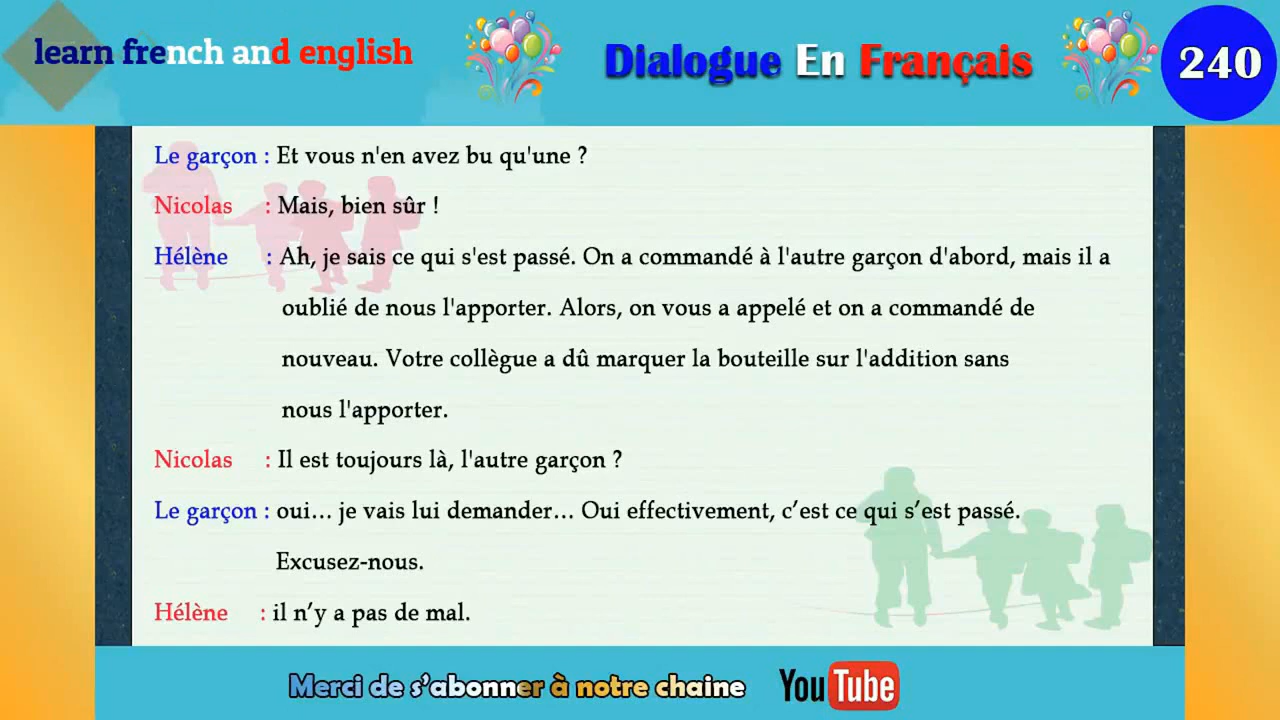 learn french and english
Dialogue En Français
240
Le garçon : Et vous n'en avez bu qu'une ?
Nicolas : Mais, bien sûr !
Hélène : Ah, je sais ce qui s'est passé. On a commandé à l'autre garçon d'abord, mais il a
oublié de nous l'apporter. Alors, on vous a appelé et on a commandé de
nouveau. Votre collègue a dû marquer la bouteille sur l'addition sans
nous l'apporter.
Nicolas : Il est toujours là, l'autre garçon ?
Le garçon : oui… je vais lui demander… Oui effectivement, c’est ce qui s’est passé.
Excusez-nous.
Hélène : il n’y a pas de mal.
Merci de s’abonner à notre chaine
YouTube